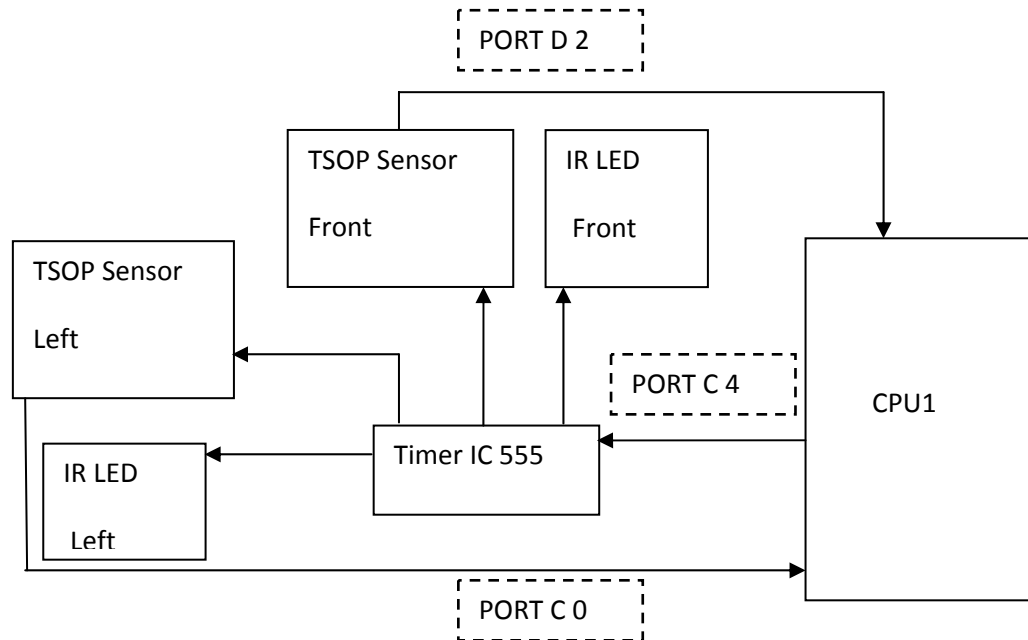 PORT D 2
TSOP Sensor
Front
IR LED
Front
TSOP Sensor
Left
PORT C 4
CPU1
Timer IC 555
IR LED
Left
PORT C 0